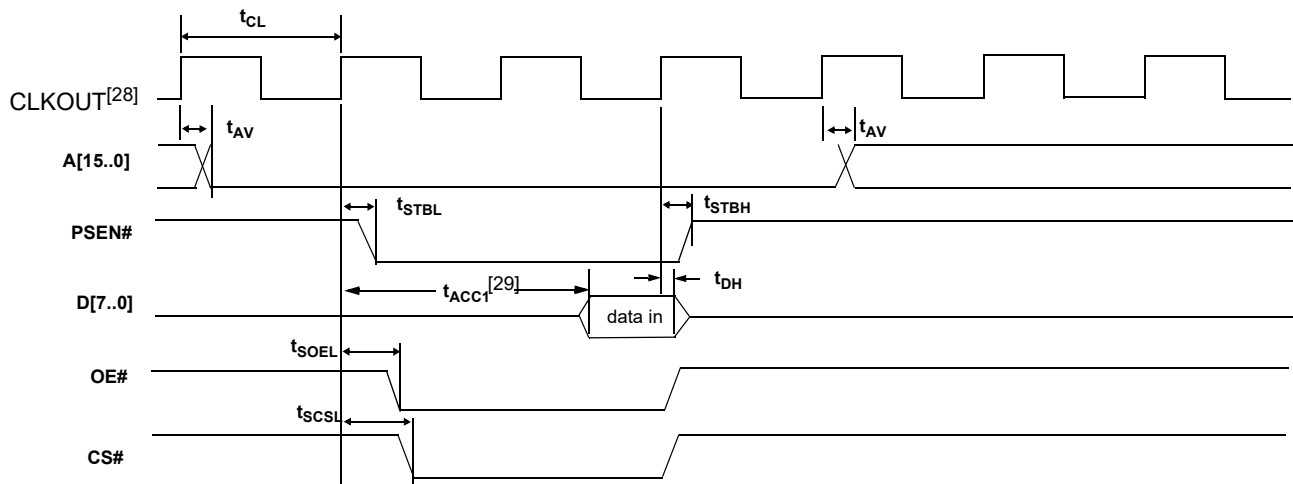 tCL
CLKOUT[28]
tAV
tAV
A[15..0]
tSTBL
tSTBH
PSEN#
tACC1[29]
tDH
D[7..0]
data in
tSOEL
OE#
tSCSL
CS#